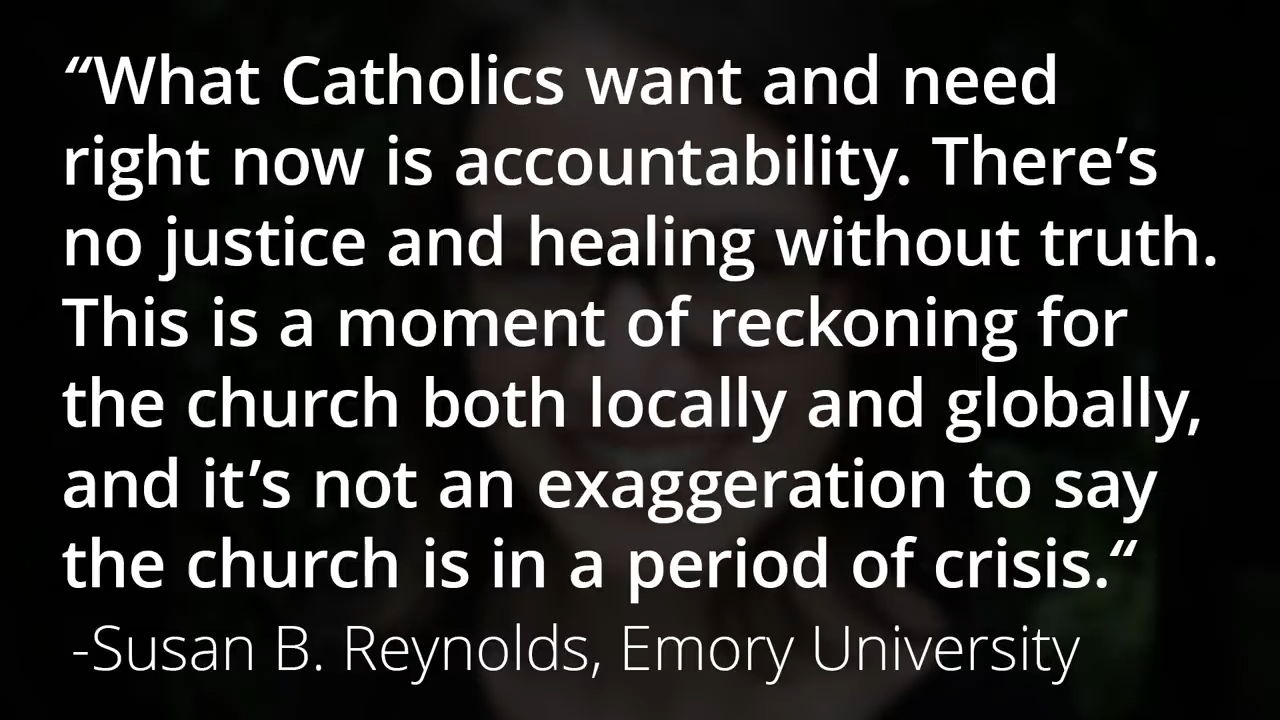 “What Catholics want and need
right now is accountability. There’s
no justice and healing without truth.
This is a moment of reckoning for
the church both locally and globally,
and it’s not an exaggeration to say
the church is in a period of crisis.“
-Susan B. Reynolds, Emory University